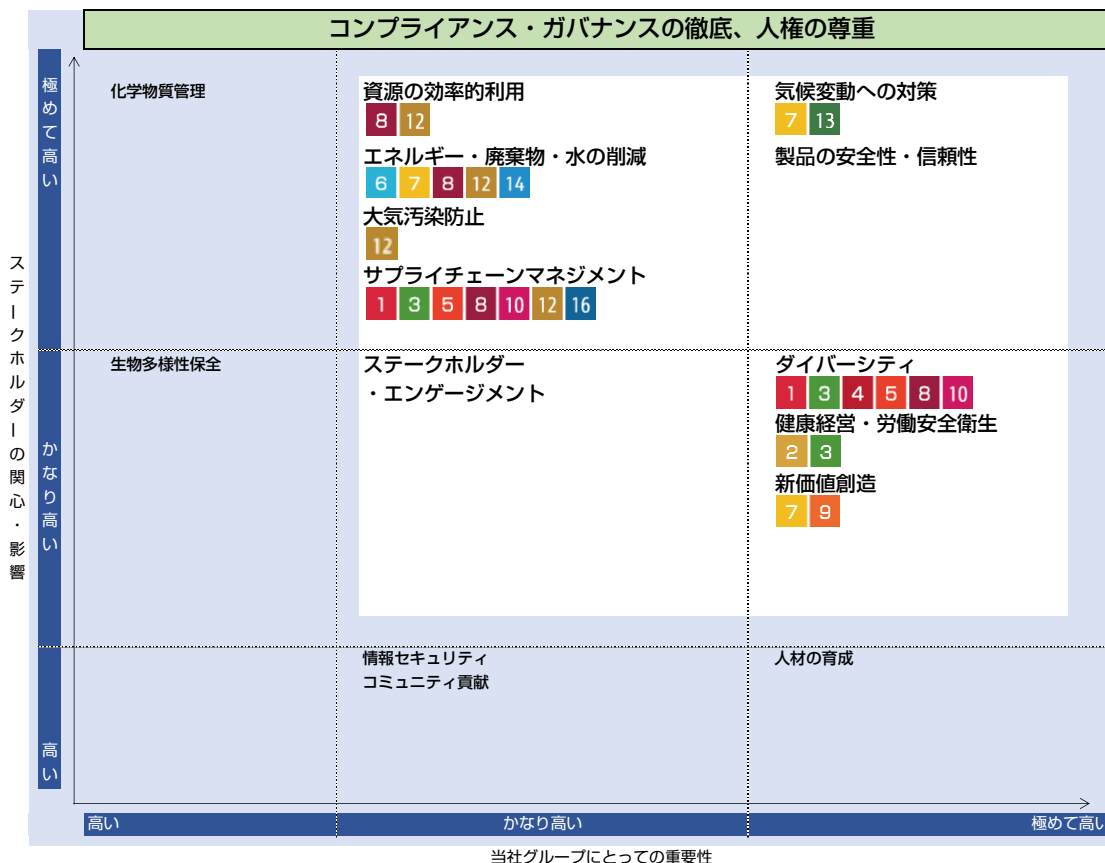 コンプライアンス・ガバナンスの徹底、人権の尊重
ステークホルダーの関心・影響
極めて高い
化学物質管理
資源の効率的利用
8 12
エネルギー・廃棄物・水の削減
6 7 8 12 14
大気汚染防止
12
サプライチェーンマネジメント
1 3 5 8 10 12 16
気候変動への対策
7 13
製品の安全性・信頼性
かなり高い
生物多様性保全
ステークホルダー
・エンゲージメント
ダイバーシティ
1 3 4 5 8 10
健康経営・労働安全衛生
2 3
新価値創造
7 9
高い
情報セキュリティ
コミュニティ貢献
人材の育成
高い
かなり高い
極めて高い
当社グループにとっての重要性